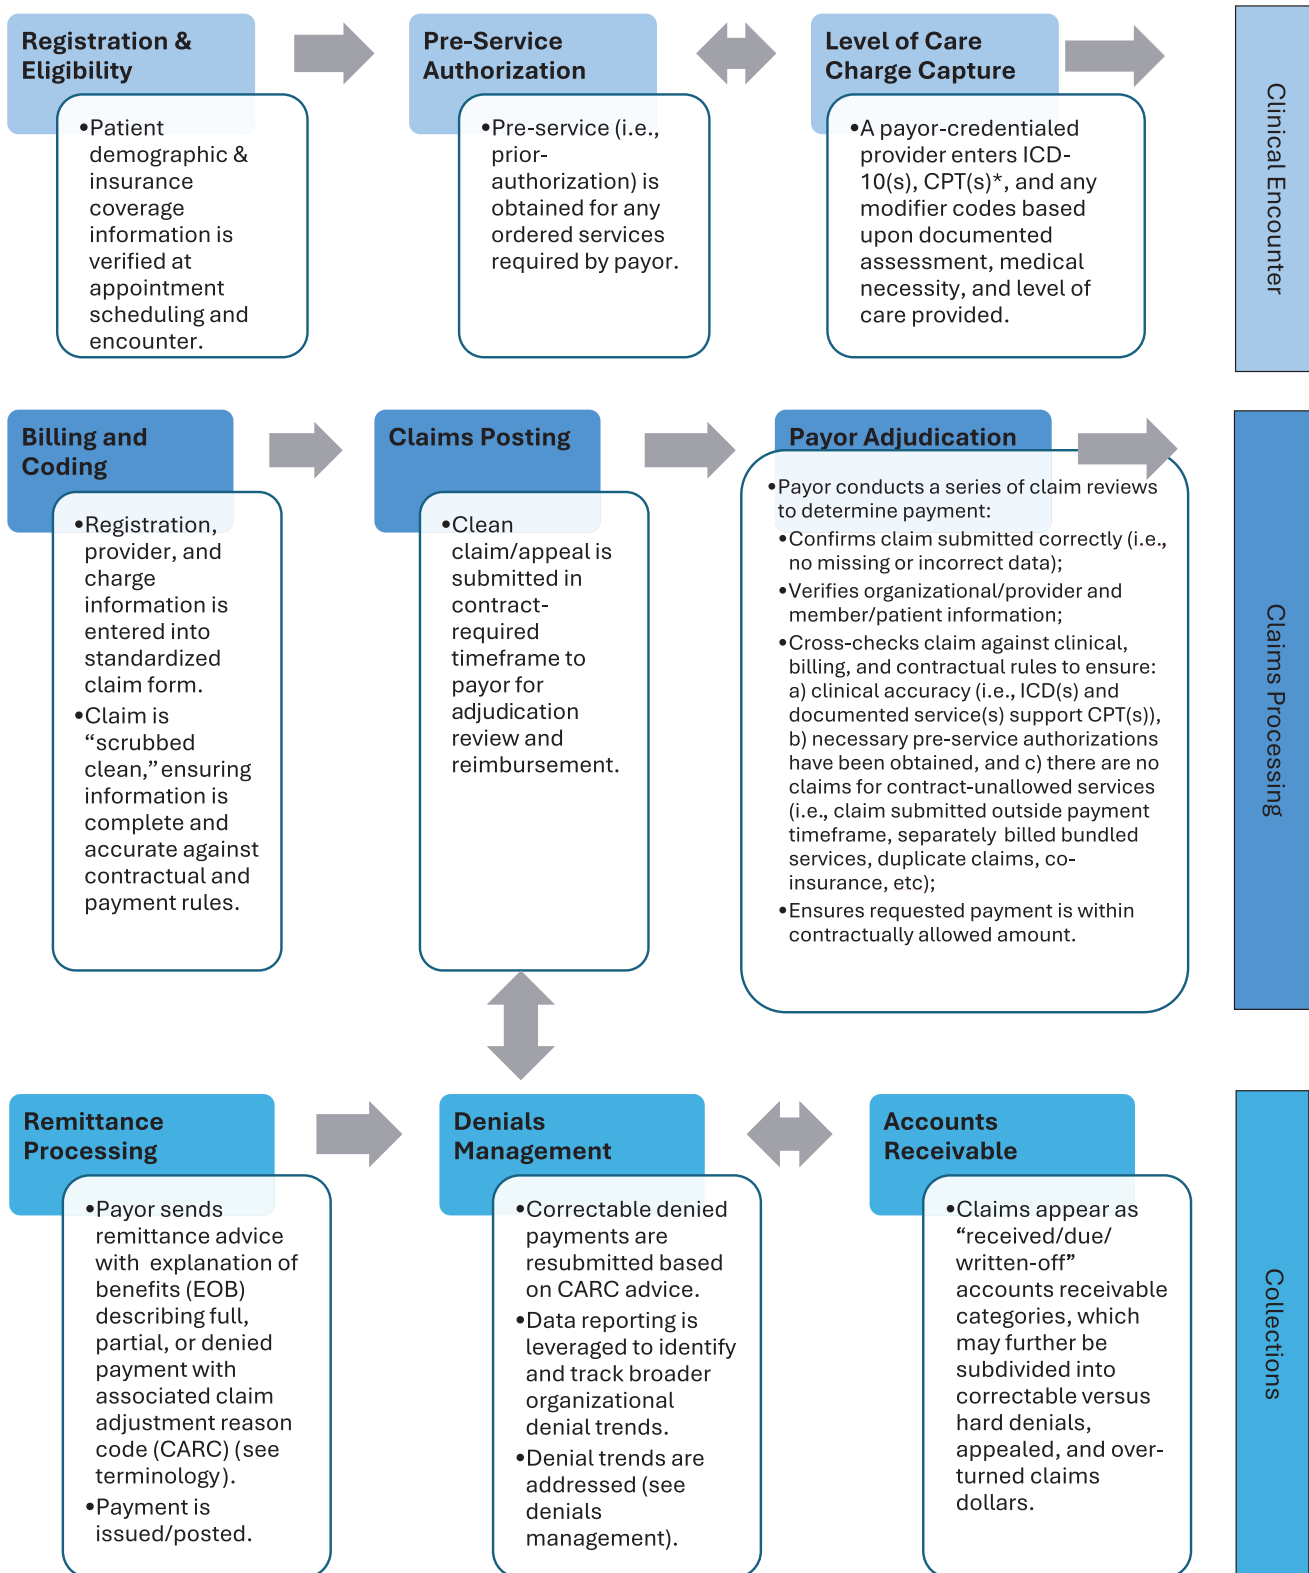 Registration &
Eligibility
•Patient
demographic &
insurance
coverage
information is
verified at
appointment
scheduling and
encounter.
Pre-Service
Authorization
•Pre-service (i.e.,
prior-
authorization) is
obtained for any
ordered services
required by payor.
Level of Care
Charge Capture
•A payor-credentialed
provider enters ICD-
10(s), CPT(s)*, and any
modifier codes based
upon documented
assessment, medical
necessity, and level of
care provided.
Clinical Encounter
Billing and
Coding
•Registration,
provider, and
charge
information is
entered into
standardized
claim form.
•Claim is
“scrubbed
clean,” ensuring
information is
complete and
accurate against
contractual and
payment rules.
Claims Posting
•Clean
claim/appeal is
submitted in
contract-
required
timeframe to
payor for
adjudication
review and
reimbursement.
Payor Adjudication
•Payor conducts a series of claim reviews
to determine payment:
•Confirms claim submitted correctly (i.e.,
no missing or incorrect data);
•Verifies organizational/provider and
member/patient information;
•Cross-checks claim against clinical,
billing, and contractual rules to ensure:
a) clinical accuracy (i.e., ICD(s) and
documented service(s) support CPT(s)),
b) necessary pre-service authorizations
have been obtained, and c) there are no
claims for contract-unallowed services
(i.e., claim submitted outside payment
timeframe, separately billed bundled
services, duplicate claims, co-
insurance, etc);
•Ensures requested payment is within
contractually allowed amount.
Claims Processing
Remittance
Processing
•Payor sends
remittance advice
with explanation of
benefits (EOB)
describing full,
partial, or denied
payment with
associated claim
adjustment reason
code (CARC) (see
terminology).
•Payment is
issued/posted.
Denials
Management
•Correctable denied
payments are
resubmitted based
on CARC advice.
•Data reporting is
leveraged to identify
and track broader
organizational
denial trends.
•Denial trends are
addressed (see
denials
management).
Accounts
Receivable
•Claims appear as
“received/due/
written-off”
accounts receivable
categories, which
may further be
subdivided into
correctable versus
hard denials,
appealed, and over-
turned claims
dollars.
Collections